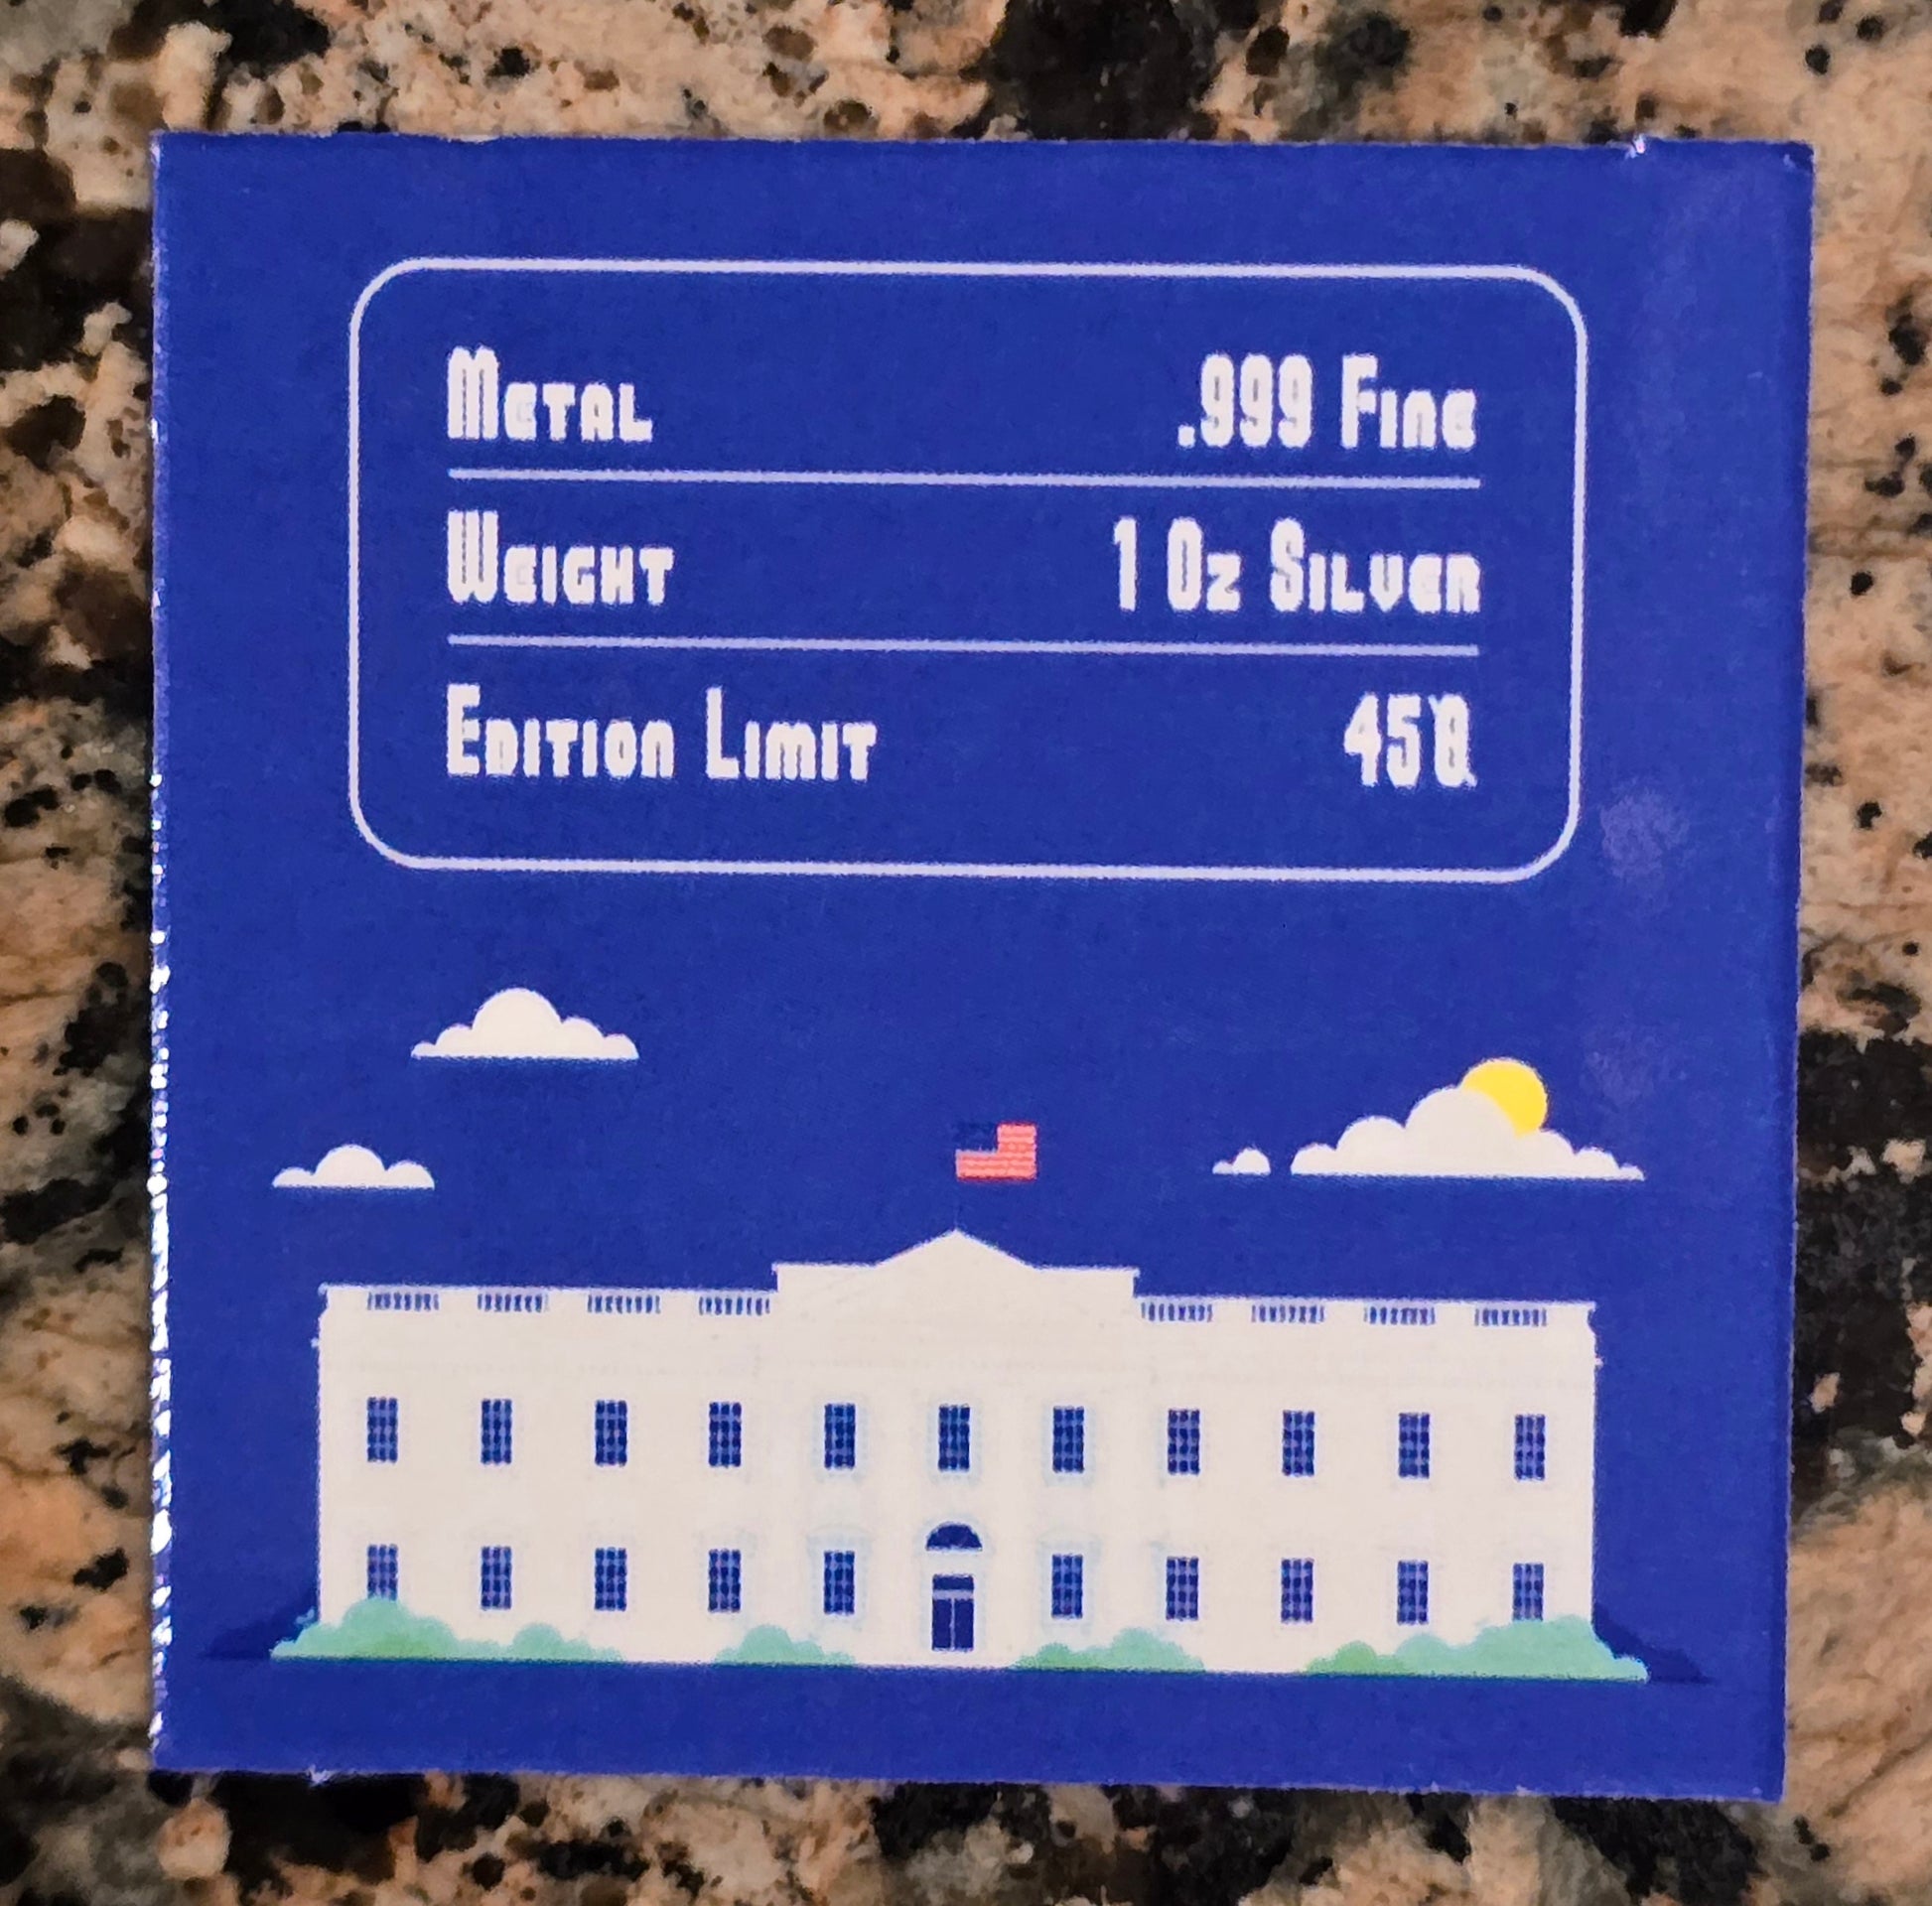 Metal .999 Fine
Weight 1 Oz Silver
Edition Limit 450